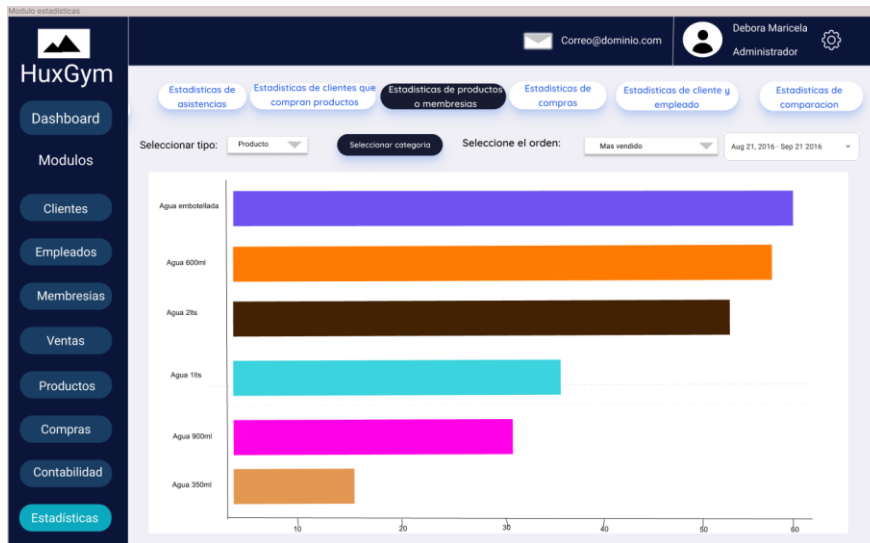 Modulo estadisticas
HuxGym
Correo@dominio.com
Debora Maricela
Administrador
Dashboard
Modulos
Clientes
Empleados
Membresias
Ventas
Productos
Compras
Contabilidad
Estadísticas
Estadisticas de
asistencias
Estadisticas de clientes que
compran productos
Estadisticas de productos
o membresias
Estadisticas de
compras
Estadisticas de cliente y
empleado
Estadisticas de
comparacion
Seleccionar tipo:
Producto
Seleccionar categoria
Seleccione el orden:
Mas vendido
Aug 21, 2016 - Sep 21 2016
Agua embotellada
Agua 600ml
Agua 2lts
Agua 1lts
Agua 900ml
Agua 350ml
10 20 30 40 50 60